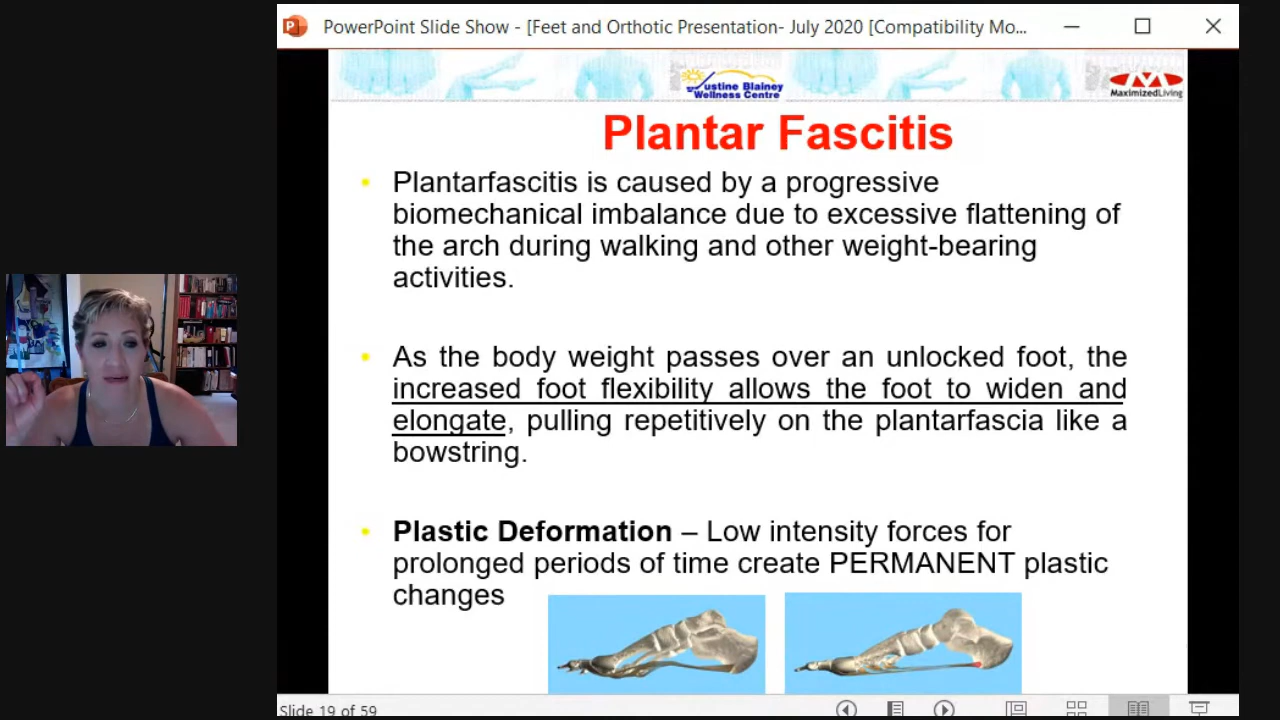 PowerPoint Slide Show - [Feet and Orthotic Presentation- July 2020 [Compatibility Mo...
Justine Blainey
Wellness Centre
MaximizedLiving
Plantar Fascitis
Plantarfascitis is caused by a progressive
biomechanical imbalance due to excessive flattening of
the arch during walking and other weight-bearing
activities.
As the body weight passes over an unlocked foot, the
increased foot flexibility allows the foot to widen and
elongate, pulling repetitively on the plantarfascia like a
bowstring.
Plastic Deformation – Low intensity forces for
prolonged periods of time create PERMANENT plastic
changes
Slide 19 of 59